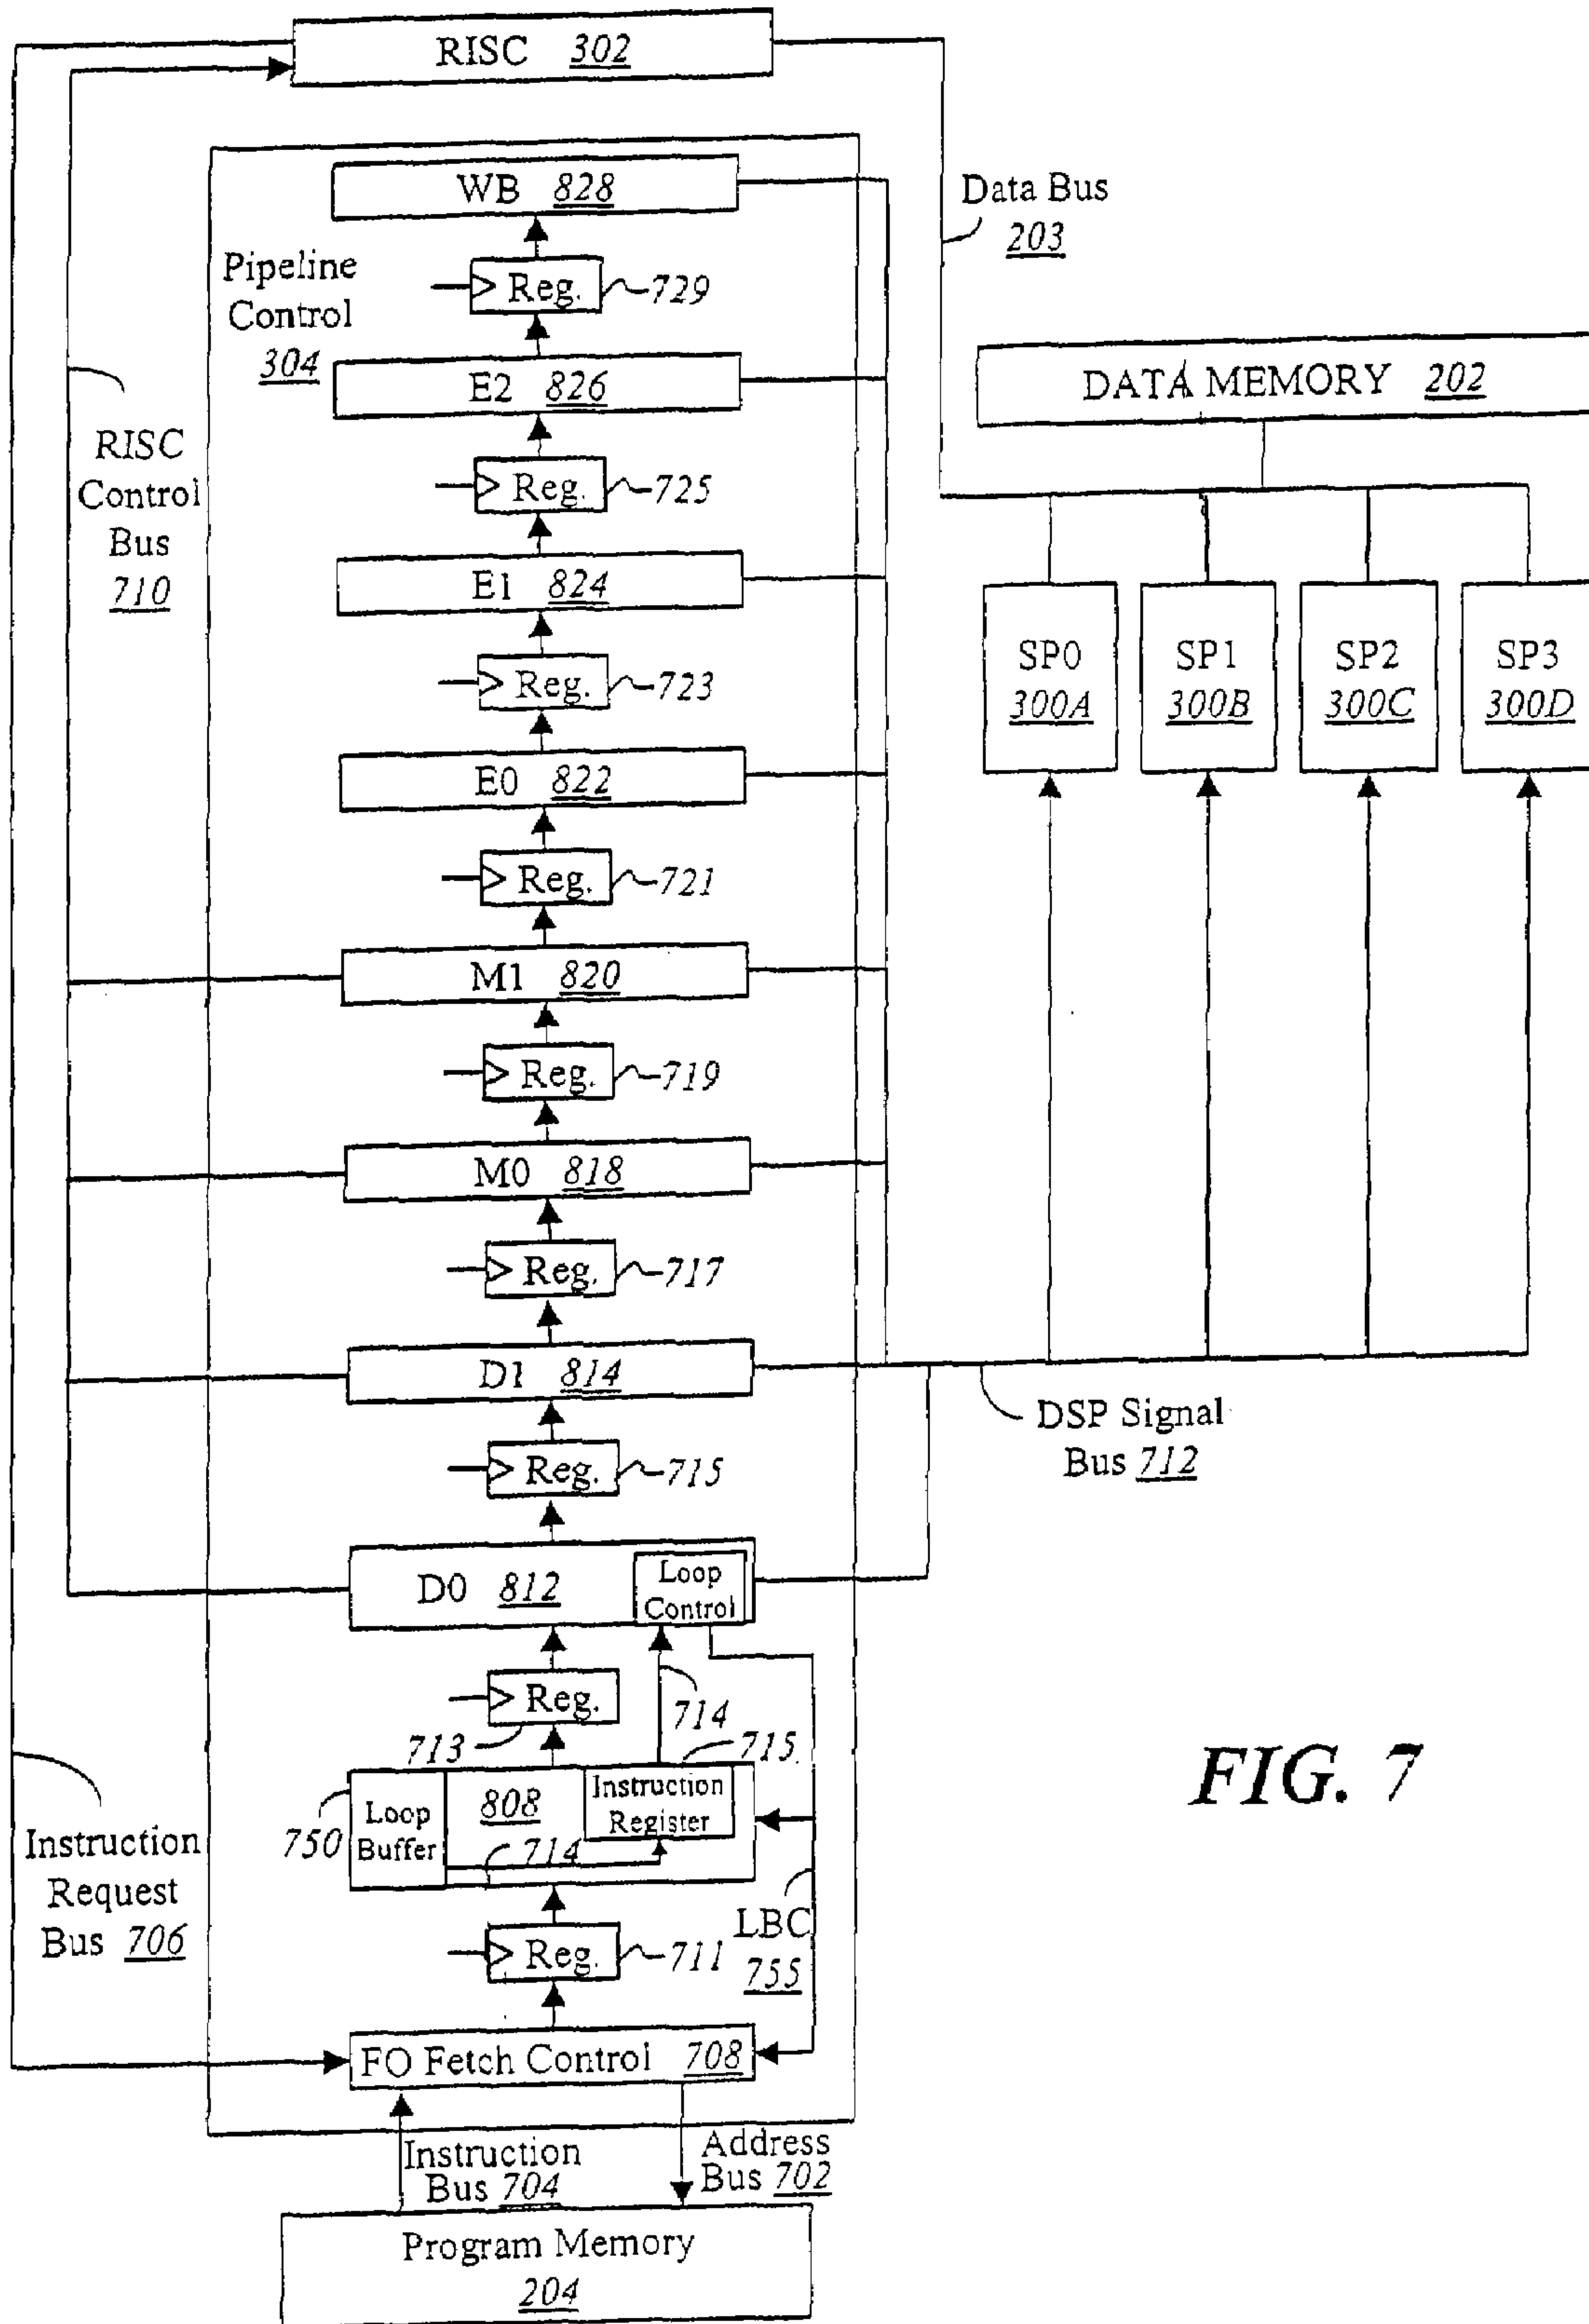 RISC 302
WB 828
Data Bus
203
Pipeline
Control
304
Reg. 729
E2 826
DATA MEMORY 202
RISC
Control
Bus
710
Reg. 725
E1 824
SP0
300A
SP1
300B
SP2
300C
SP3
300D
Reg. 723
E0 822
Reg. 721
M1 820
Reg. 719
M0 818
Reg. 717
D1 814
DSP Signal
Bus 712
Reg. 715
D0 812
Loop
Control
Reg.
713
714
715
750
Loop
Buffer
808
Instruction
Register
714
FIG. 7
Instruction
Request
Bus 706
LBC
755
Reg. 711
FO Fetch Control 708
Instruction
Bus 704
Address
Bus 702
Program Memory
204